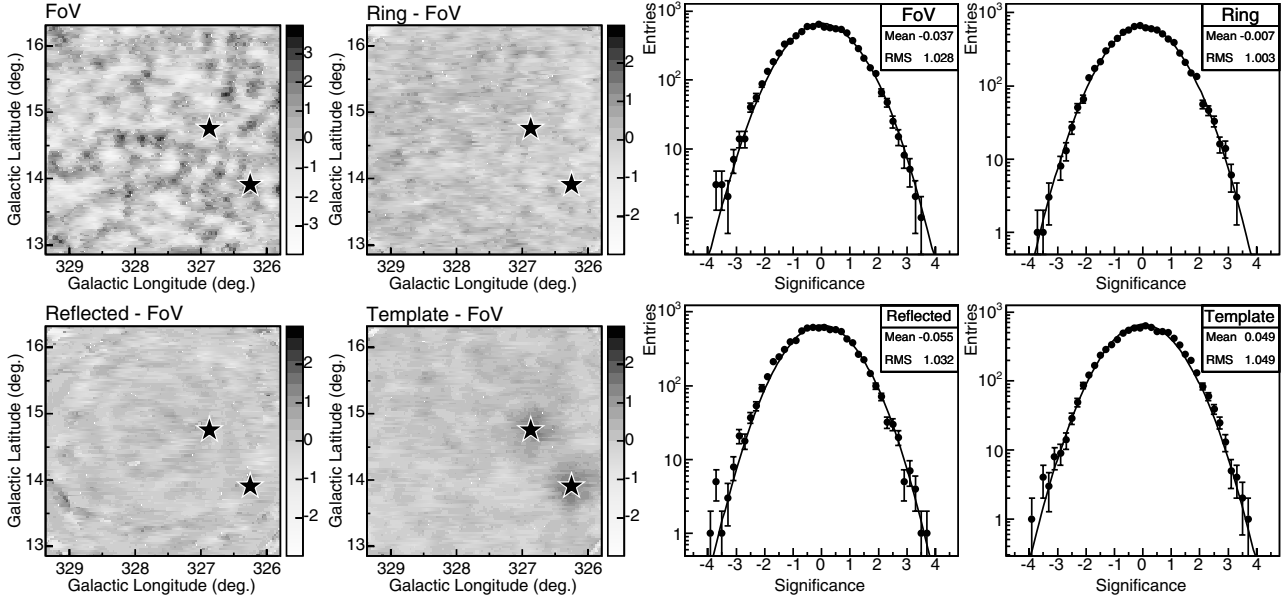 FoV
Galactic Latitude (deg.)
16
15
14
13
329 328 327 326
Galactic Longitude (deg.)
3
2
1
0
−1
−2
−3
Ring - FoV
Galactic Latitude (deg.)
16
15
14
13
329 328 327 326
Galactic Longitude (deg.)
2
1
0
−1
−2
FoV
Mean -0.037
RMS 1.028
Entries
10³
10²
10
1
-4 -3 -2 -1 0 1 2 3 4
Significance
Ring
Mean -0.007
RMS 1.003
Entries
10³
10²
10
1
-4 -3 -2 -1 0 1 2 3 4
Significance
Reflected - FoV
Galactic Latitude (deg.)
16
15
14
13
329 328 327 326
Galactic Longitude (deg.)
2
1
0
−1
−2
Template - FoV
Galactic Latitude (deg.)
16
15
14
13
329 328 327 326
Galactic Longitude (deg.)
2
1
0
−1
−2
Reflected
Mean -0.055
RMS 1.032
Entries
10³
10²
10
1
-4 -3 -2 -1 0 1 2 3 4
Significance
Template
Mean 0.049
RMS 1.049
Entries
10³
10²
10
1
-4 -3 -2 -1 0 1 2 3 4
Significance